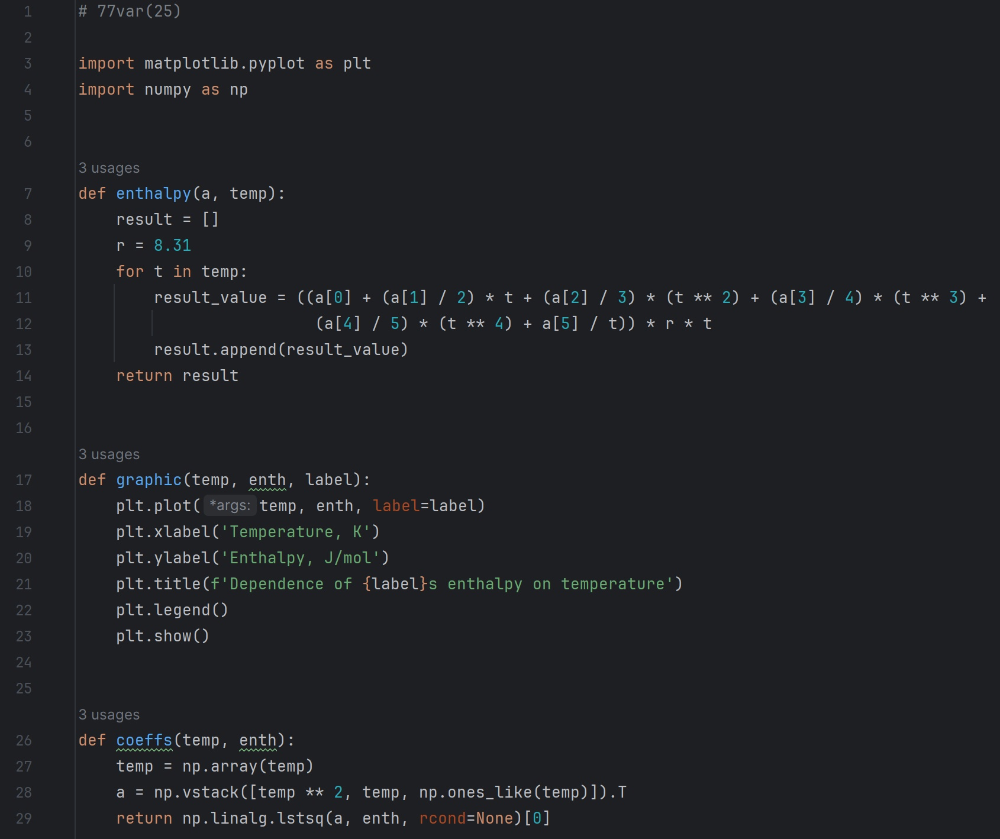 1 # 77var(25)
2
3 import matplotlib.pyplot as plt
4 import numpy as np
5
6
3 usages
7 def enthalpy(a, temp):
8     result = []
9     r = 8.31
10     for t in temp:
11         result_value = ((a[0] + (a[1] / 2) * t + (a[2] / 3) * (t ** 2) + (a[3] / 4) * (t ** 3) +
12                          (a[4] / 5) * (t ** 4) + a[5] / t)) * r * t
13         result.append(result_value)
14     return result
15
16
3 usages
17 def graphic(temp, enth, label):
18     plt.plot( *args: temp, enth, label=label)
19     plt.xlabel('Temperature, K')
20     plt.ylabel('Enthalpy, J/mol')
21     plt.title(f'Dependence of {label}s enthalpy on temperature')
22     plt.legend()
23     plt.show()
24
25
3 usages
26 def coeffs(temp, enth):
27     temp = np.array(temp)
28     a = np.vstack([temp ** 2, temp, np.ones_like(temp)]).T
29     return np.linalg.lstsq(a, enth, rcond=None)[0]